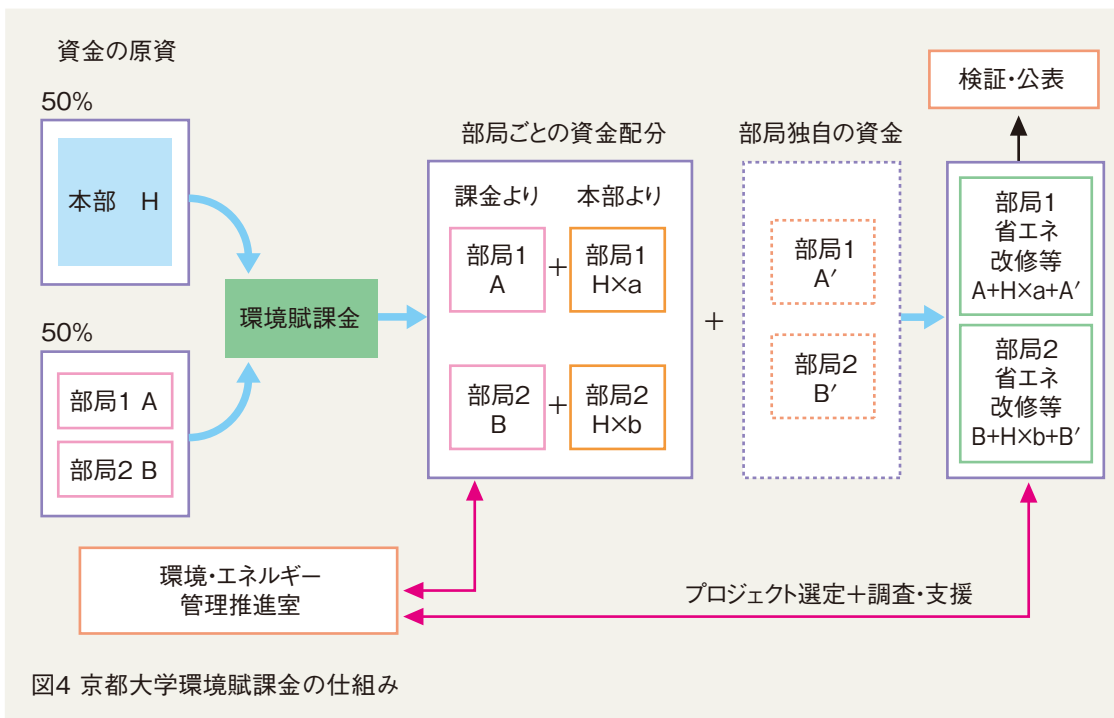 資金の原資
50%
本部　H
50%
部局1 A
部局2 B
環境賦課金
部局ごとの資金配分
課金より
本部より
部局1
A
+
部局1
H×a
部局2
B
+
部局2
H×b
+
部局独自の資金
部局1
A′
部局2
B′
検証・公表
部局1
省エネ
改修等
A+H×a+A′
部局2
省エネ
改修等
B+H×b+B′
環境・エネルギー
管理推進室
プロジェクト選定＋調査・支援
図4 京都大学環境賦課金の仕組み